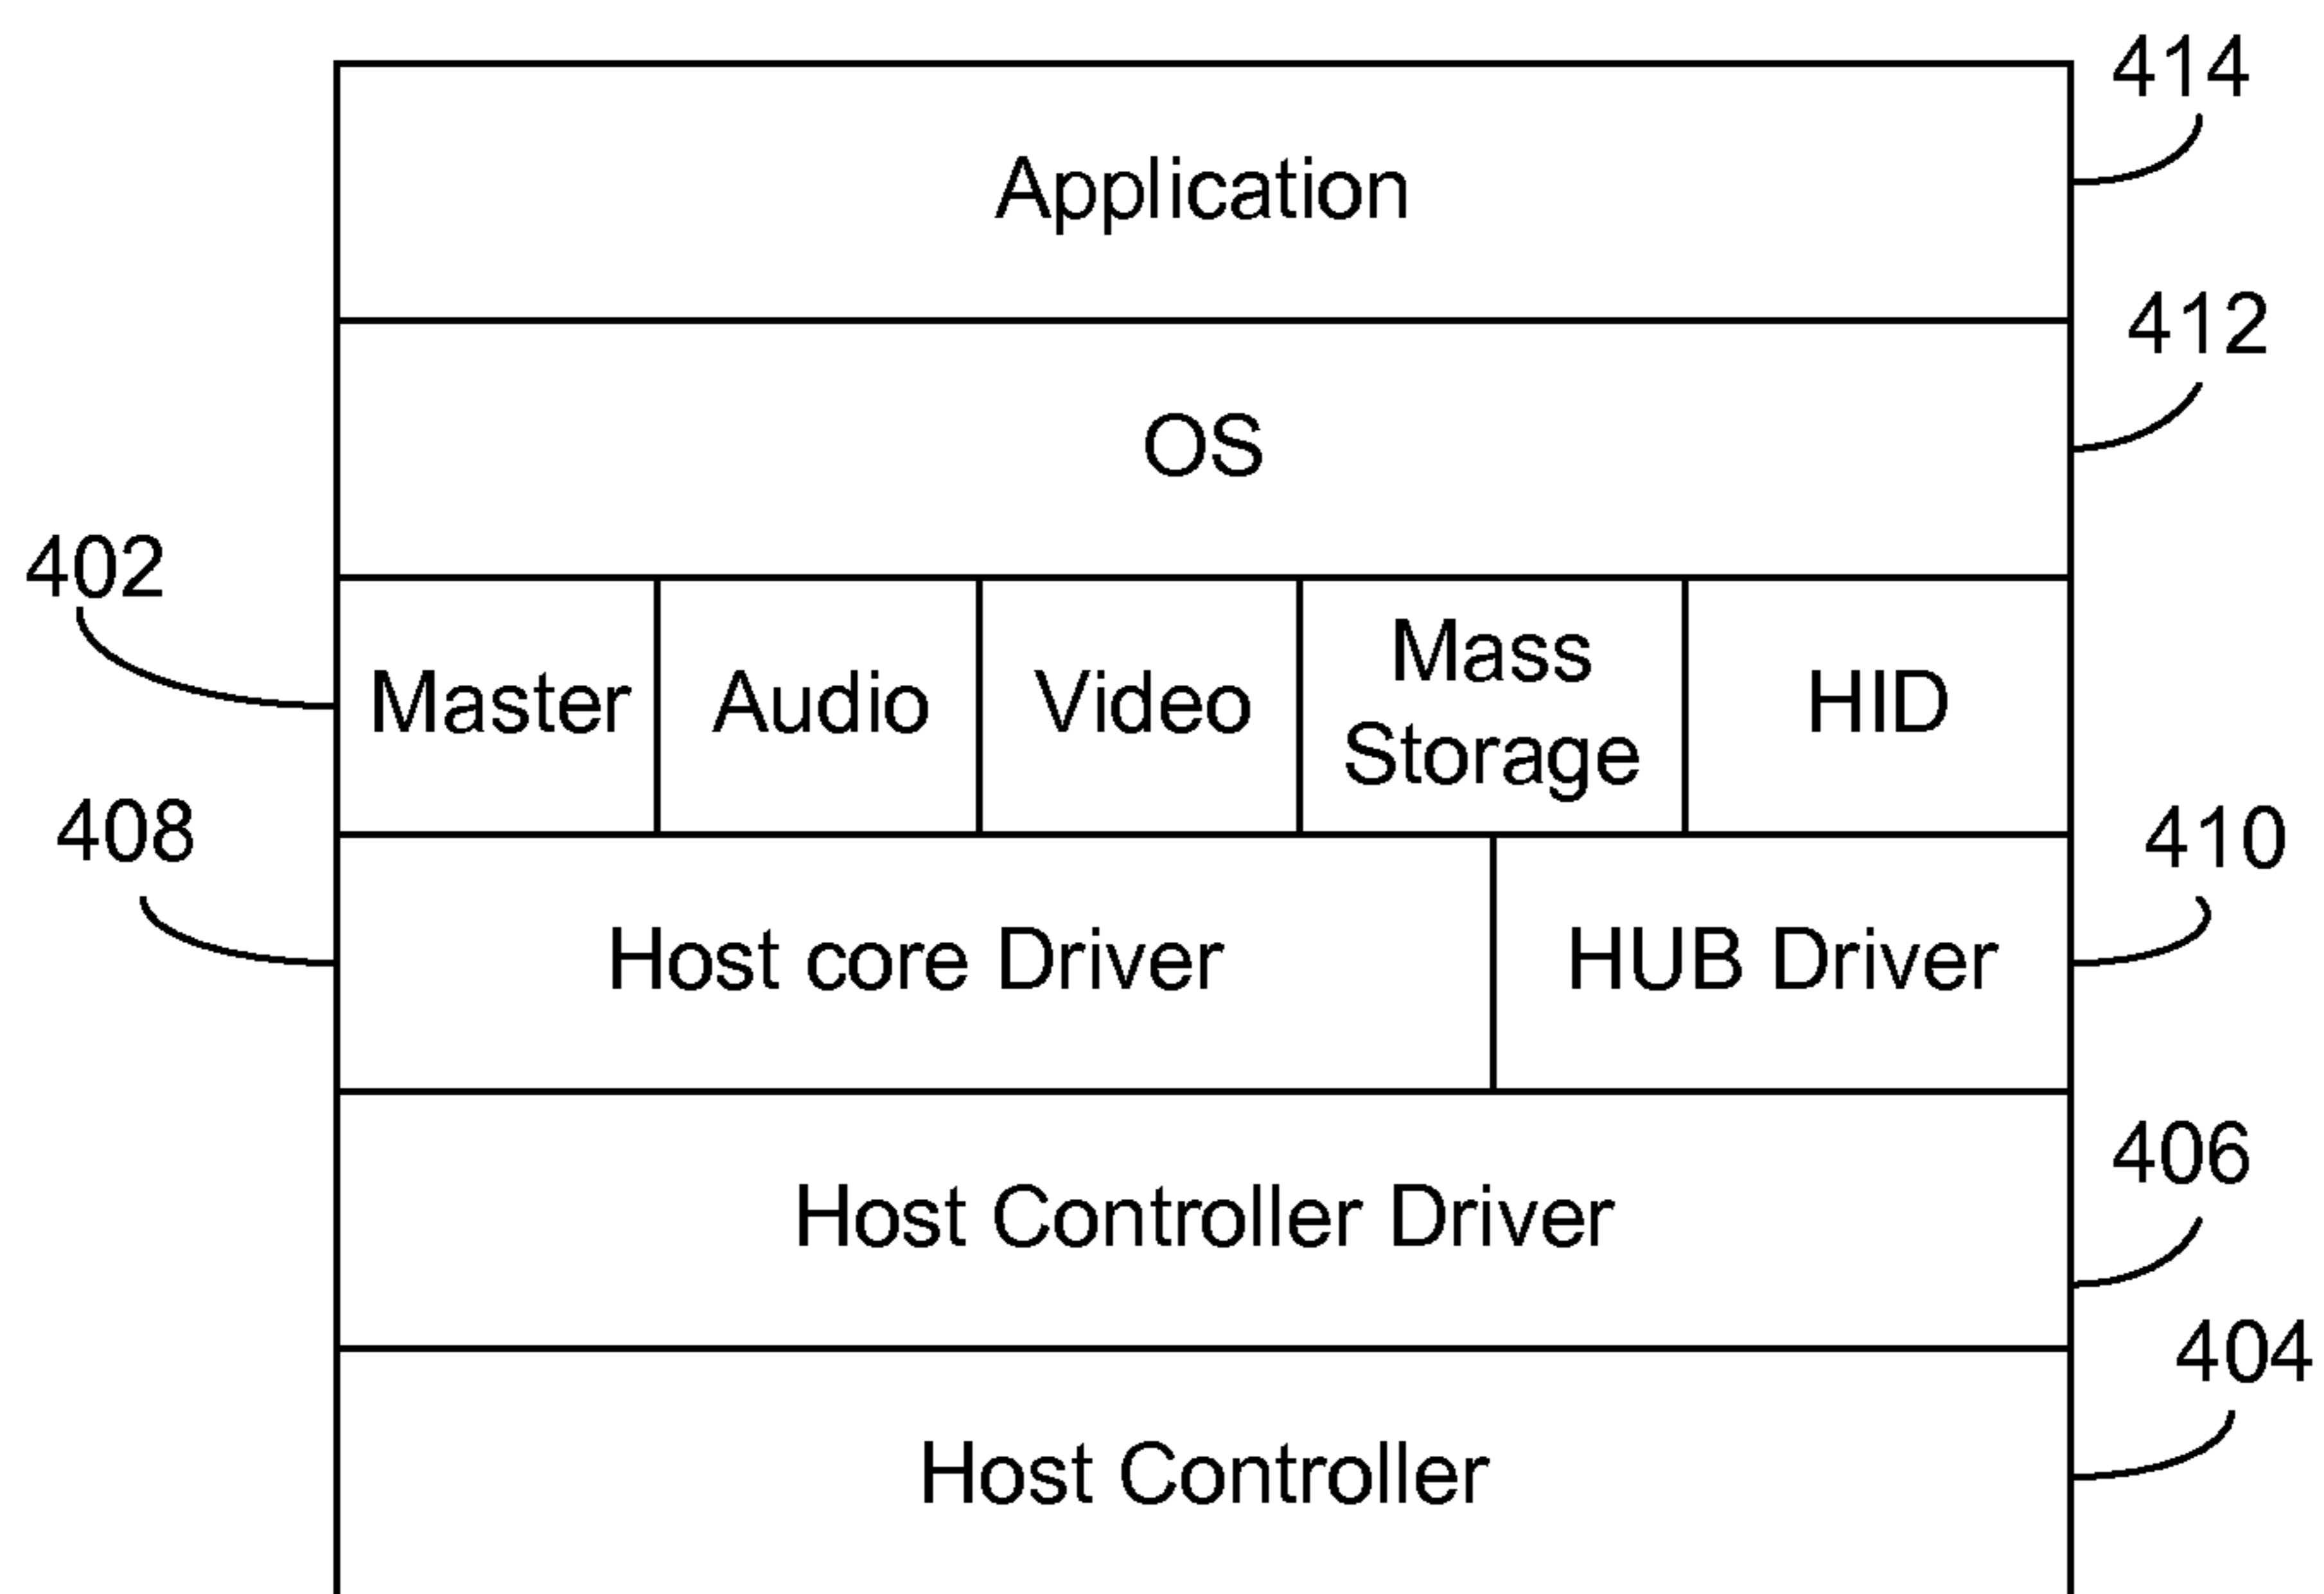 414
Application
412
OS
402
Master
Audio
Video
Mass
Storage
HID
408
410
Host core Driver
HUB Driver
406
Host Controller Driver
404
Host Controller